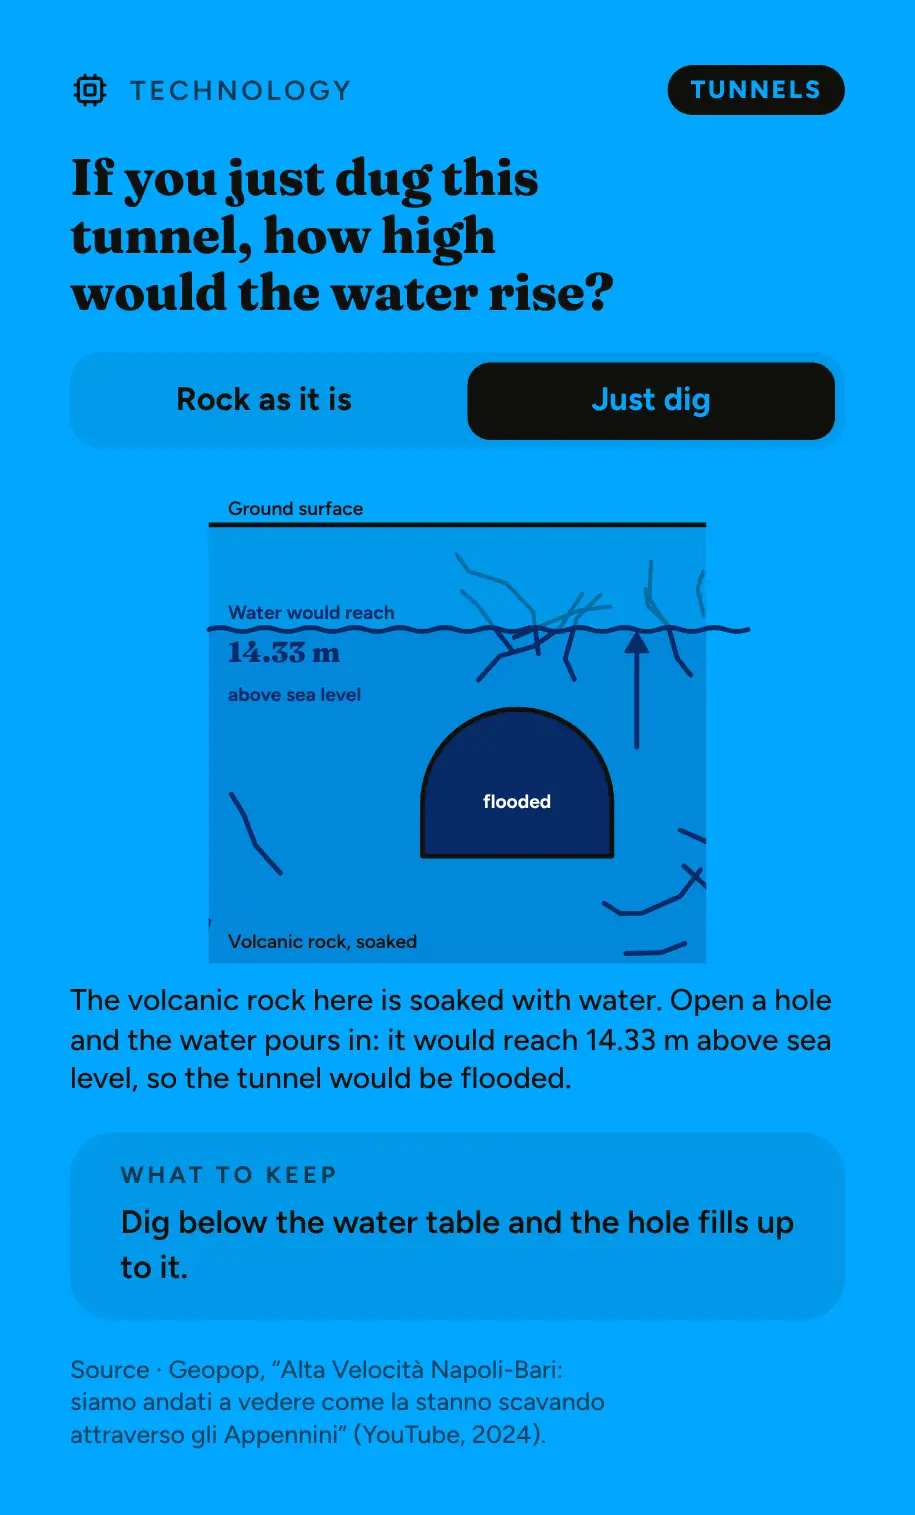 TECHNOLOGY
TUNNELS
If you just dug this
tunnel, how high
would the water rise?
Rock as it is
Just dig
Ground surface
Water would reach
14.33 m
above sea level
flooded
Volcanic rock, soaked
The volcanic rock here is soaked with water. Open a hole
and the water pours in: it would reach 14.33 m above sea
level, so the tunnel would be flooded.
WHAT TO KEEP
Dig below the water table and the hole fills up
to it.
Source · Geopop, “Alta Velocità Napoli-Bari:
siamo andati a vedere come la stanno scavando
attraverso gli Appennini” (YouTube, 2024).